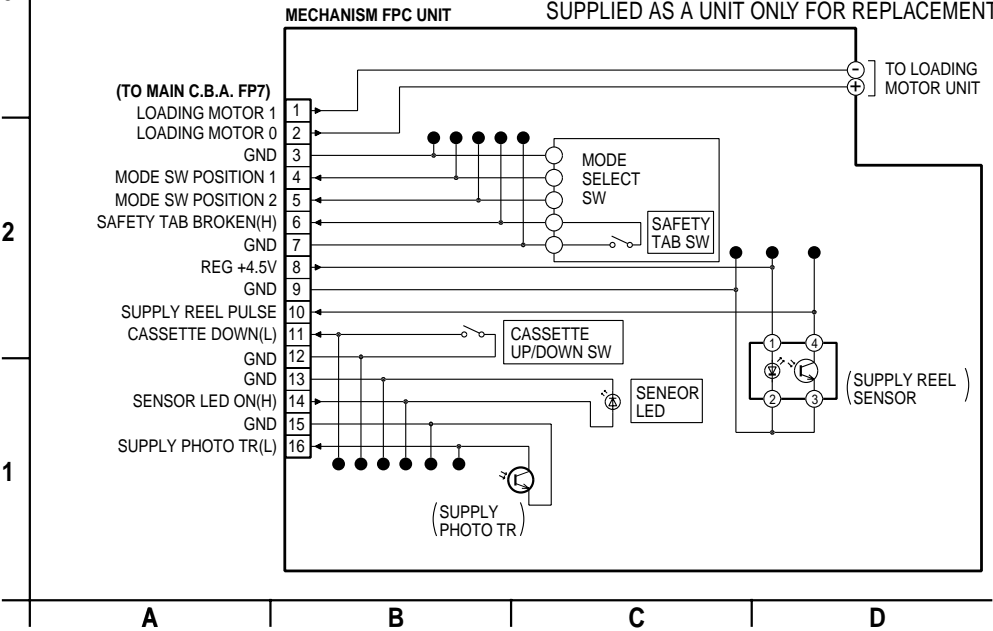 MECHANISM FPC UNIT
SUPPLIED AS A UNIT ONLY FOR REPLACEMENT
(TO MAIN C.B.A. FP7)
LOADING MOTOR 1 1
LOADING MOTOR 0 2
GND 3
MODE SW POSITION 1 4
MODE SW POSITION 2 5
SAFETY TAB BROKEN(H) 6
GND 7
REG +4.5V 8
GND 9
SUPPLY REEL PULSE 10
CASSETTE DOWN(L) 11
GND 12
GND 13
SENSOR LED ON(H) 14
GND 15
SUPPLY PHOTO TR(L) 16
− TO LOADING
+ MOTOR UNIT
MODE
SELECT
SW
SAFETY
TAB SW
CASSETTE
UP/DOWN SW
SENEOR
LED
1 4
2 3
(SUPPLY REEL
SENSOR)
(SUPPLY
PHOTO TR)
2
1
A B C D